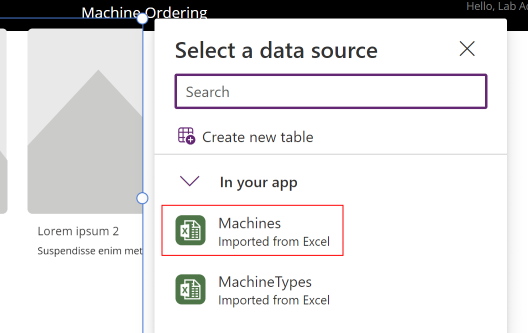 Machine Ordering
Hello, Lab
Select a data source
Search
Create new table
In your app
Machines
Imported from Excel
MachineTypes
Imported from Excel
Lorem ipsum 2
Suspendisse enim met